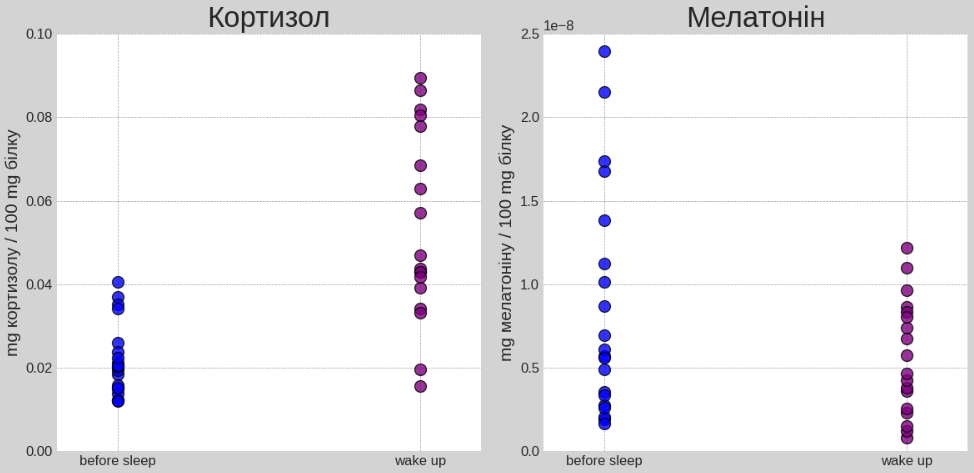 Кортизол
mg кортизолу / 100 mg білку
0.10
0.08
0.06
0.04
0.02
0.00
before sleep
wake up
Мелатонін
1e−8
mg мелатоніну / 100 mg білку
2.5
2.0
1.5
1.0
0.5
0.0
before sleep
wake up